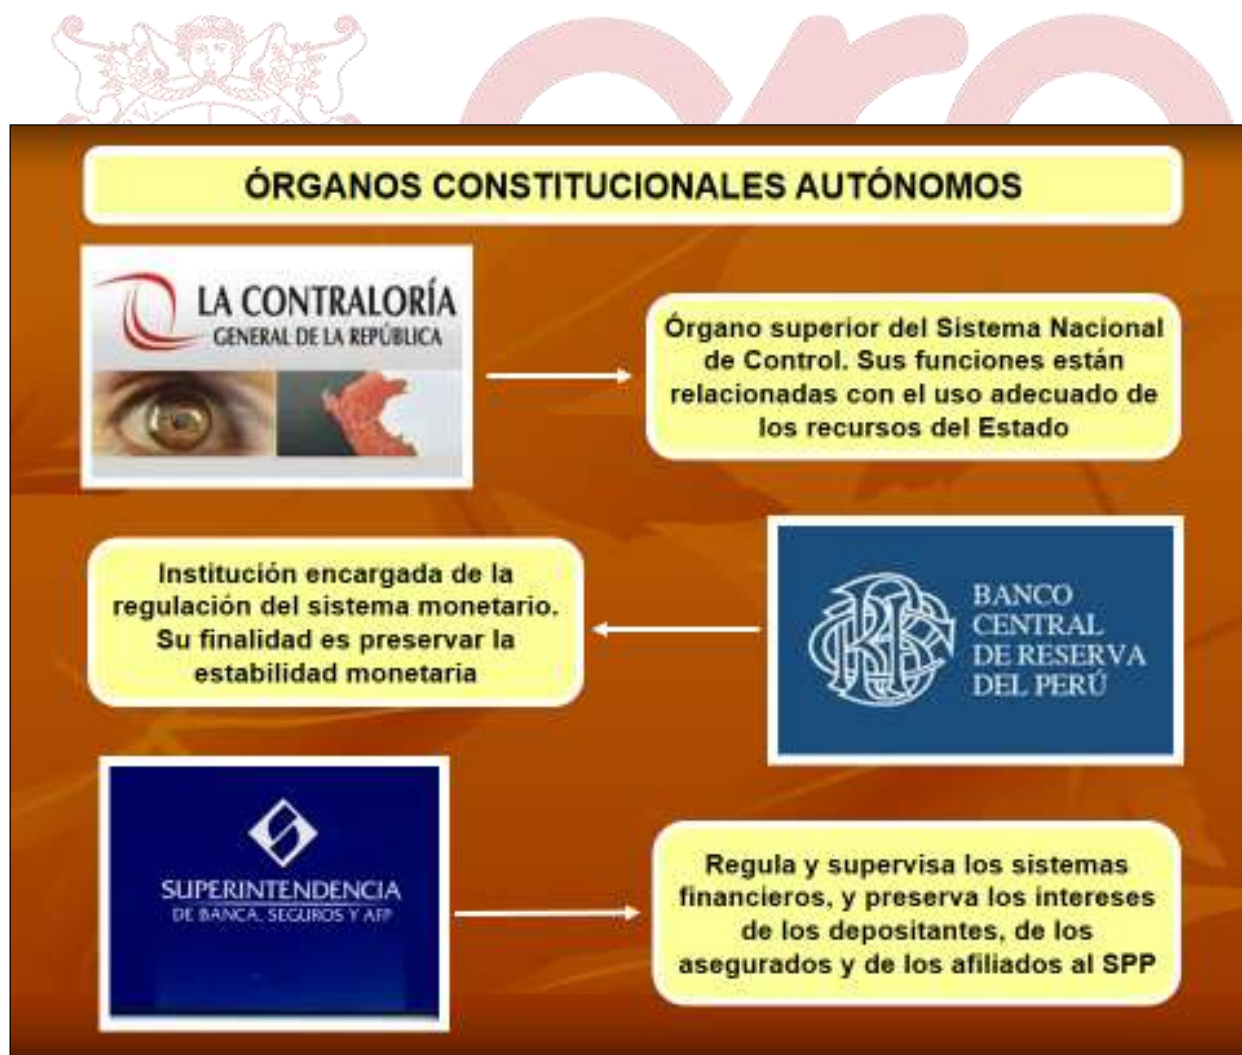 ÓRGANOS CONSTITUCIONALES AUTÓNOMOS
LA CONTRALORÍA
GENERAL DE LA REPÚBLICA
Órgano superior del Sistema Nacional
de Control. Sus funciones están
relacionadas con el uso adecuado de
los recursos del Estado
Institución encargada de la
regulación del sistema monetario.
Su finalidad es preservar la
estabilidad monetaria
BANCO
CENTRAL
DE RESERVA
DEL PERÚ
SUPERINTENDENCIA
DE BANCA, SEGUROS Y AFP
Regula y supervisa los sistemas
financieros, y preserva los intereses
de los depositantes, de los
asegurados y de los afiliados al SPP